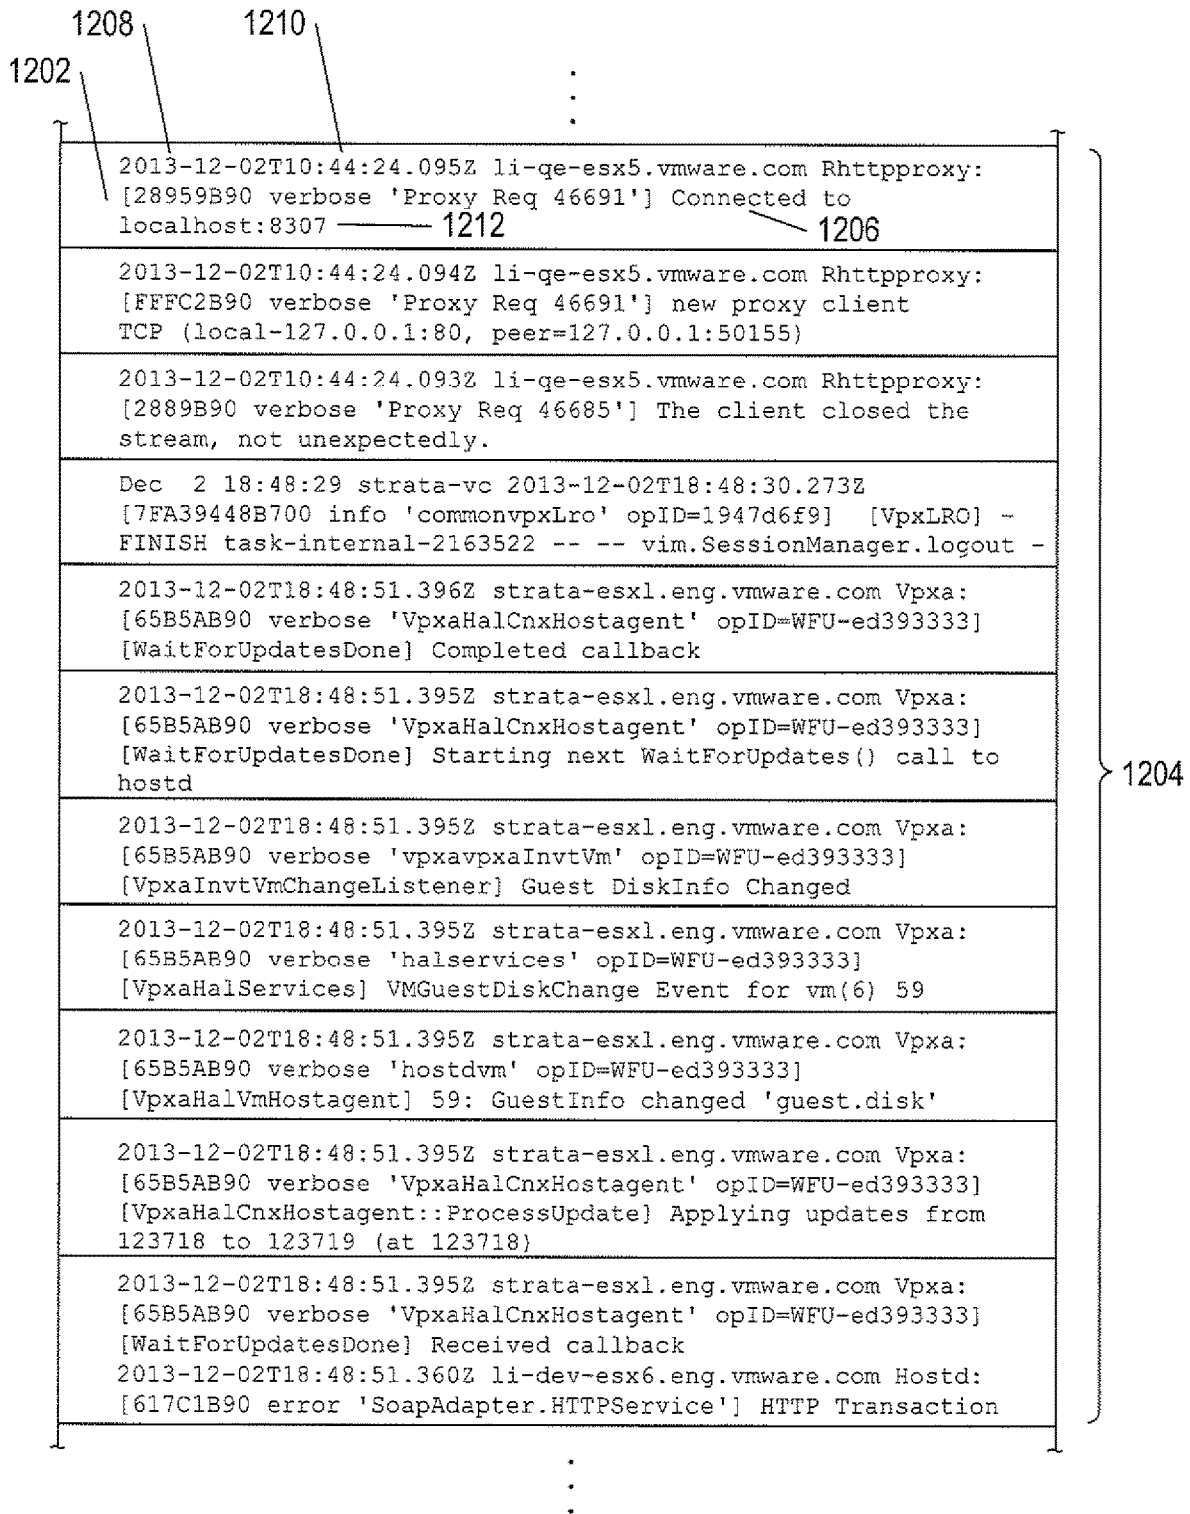 1208
1210
1202
2013-12-02T10:44:24.095Z li-qe-esx5.vmware.com Rhttpproxy:
[28959B90 verbose 'Proxy Req 46691'] Connected to
localhost:8307
1212
1206
2013-12-02T10:44:24.094Z li-qe-esx5.vmware.com Rhttpproxy:
[FFFC2B90 verbose 'Proxy Req 46691'] new proxy client
TCP (local-127.0.0.1:80, peer=127.0.0.1:50155)
2013-12-02T10:44:24.093Z li-qe-esx5.vmware.com Rhttpproxy:
[2889B90 verbose 'Proxy Req 46685'] The client closed the
stream, not unexpectedly.
Dec  2 18:48:29 strata-vc 2013-12-02T18:48:30.273Z
[7FA39448B700 info 'commonvpxLro' opID=1947d6f9]  [VpxLRO] -
FINISH task-internal-2163522 -- -- vim.SessionManager.logout -
2013-12-02T18:48:51.396Z strata-esxl.eng.vmware.com Vpxa:
[65B5AB90 verbose 'VpxaHalCnxHostagent' opID=WFU-ed393333]
[WaitForUpdatesDone] Completed callback
2013-12-02T18:48:51.395Z strata-esxl.eng.vmware.com Vpxa:
[65B5AB90 verbose 'VpxaHalCnxHostagent' opID=WFU-ed393333]
[WaitForUpdatesDone] Starting next WaitForUpdates() call to
hostd
1204
2013-12-02T18:48:51.395Z strata-esxl.eng.vmware.com Vpxa:
[65B5AB90 verbose 'vpxavpxaInvtVm' opID=WFU-ed393333]
[VpxaInvtVmChangeListener] Guest DiskInfo Changed
2013-12-02T18:48:51.395Z strata-esxl.eng.vmware.com Vpxa:
[65B5AB90 verbose 'halservices' opID=WFU-ed393333]
[VpxaHalServices] VMGuestDiskChange Event for vm(6) 59
2013-12-02T18:48:51.395Z strata-esxl.eng.vmware.com Vpxa:
[65B5AB90 verbose 'hostdvm' opID=WFU-ed393333]
[VpxaHalVmHostagent] 59: GuestInfo changed 'guest.disk'
2013-12-02T18:48:51.395Z strata-esxl.eng.vmware.com Vpxa:
[65B5AB90 verbose 'VpxaHalCnxHostagent' opID=WFU-ed393333]
[VpxaHalCnxHostagent::ProcessUpdate] Applying updates from
123718 to 123719 (at 123718)
2013-12-02T18:48:51.395Z strata-esxl.eng.vmware.com Vpxa:
[65B5AB90 verbose 'VpxaHalCnxHostagent' opID=WFU-ed393333]
[WaitForUpdatesDone] Received callback
2013-12-02T18:48:51.360Z li-dev-esx6.eng.vmware.com Hostd:
[617C1B90 error 'SoapAdapter.HTTPService'] HTTP Transaction